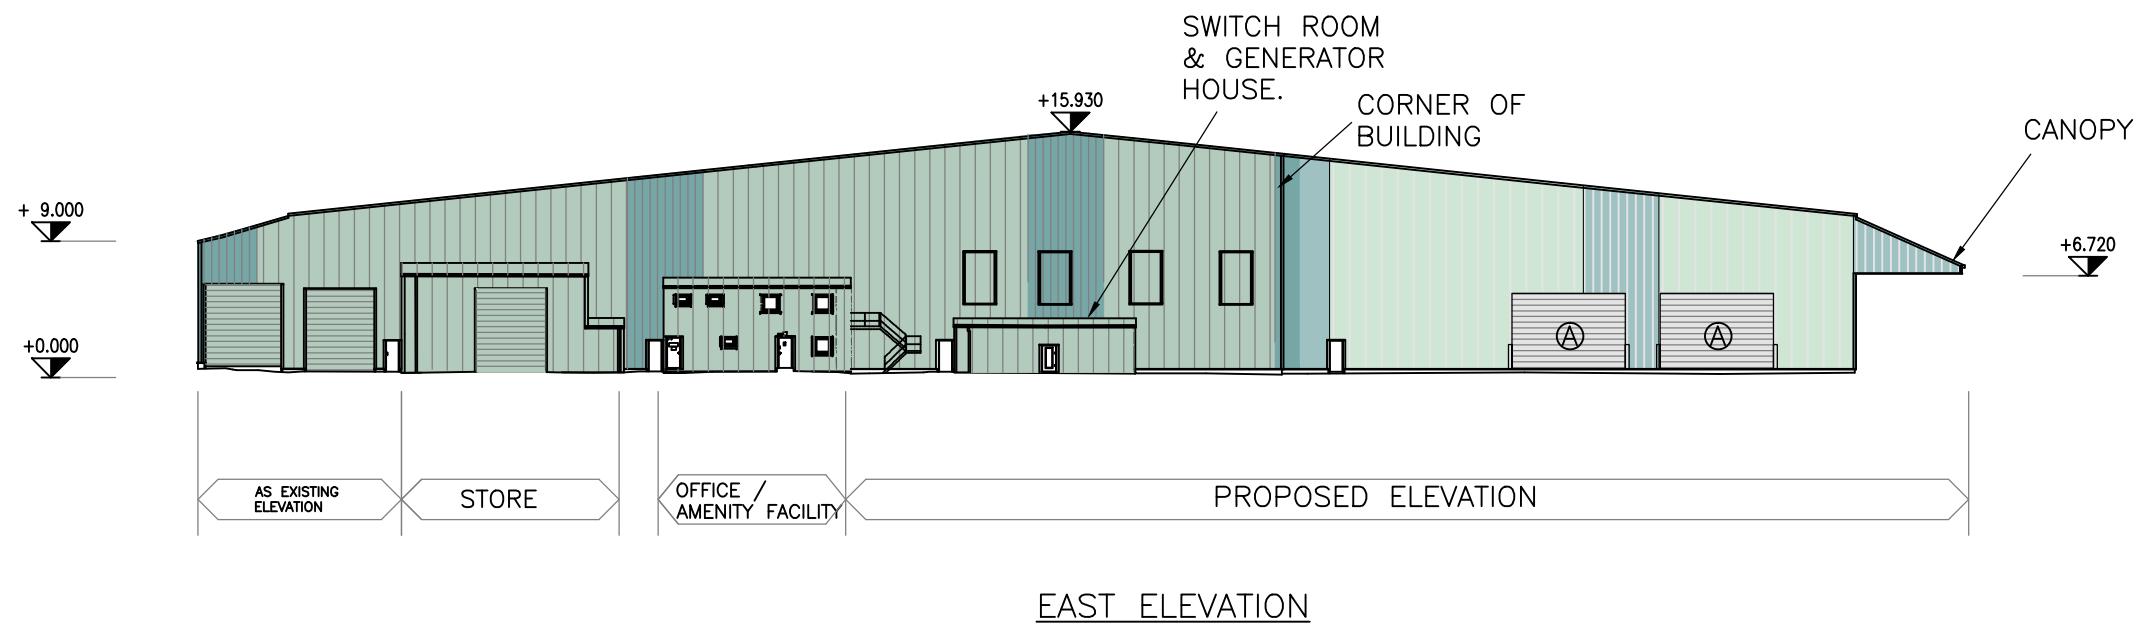 SWITCH ROOM
& GENERATOR
HOUSE.
+15.930
CORNER OF
BUILDING
CANOPY
+ 9.000
+6.720
+0.000
A
A
AS EXISTING
ELEVATION
STORE
OFFICE /
AMENITY FACILITY
PROPOSED ELEVATION
EAST ELEVATION